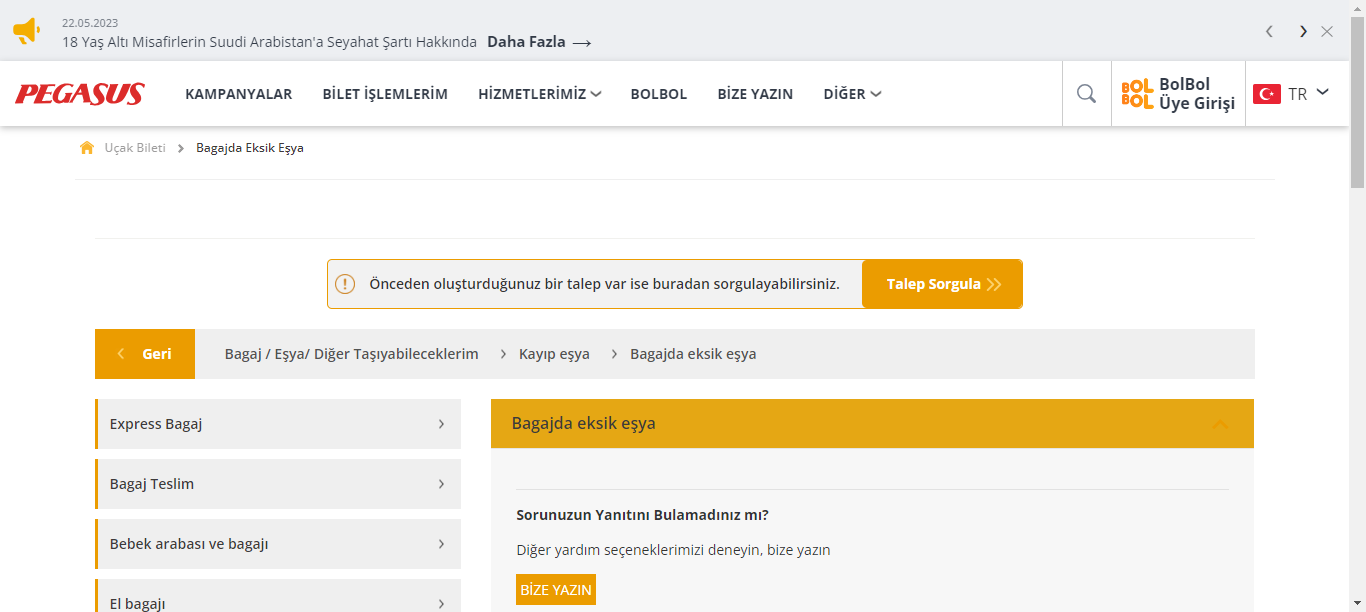 22.05.2023
18 Yaş Altı Misafirlerin Suudi Arabistan'a Seyahat Şartı Hakkında Daha Fazla →
PEGASUS KAMPANYALAR BİLET İŞLEMLERİM HİZMETLERİMİZ BOLBOL BİZE YAZIN DİĞER
BOL BOL BolBol Üye Girişi TR
Uçak Bileti > Bagajda Eksik Eşya
Önceden oluşturduğunuz bir talep var ise buradan sorgulayabilirsiniz. Talep Sorgula
Geri Bagaj / Eşya/ Diğer Taşıyabileceklerim > Kayıp eşya > Bagajda eksik eşya
Express Bagaj
Bagaj Teslim
Bebek arabası ve bagajı
El bagajı
Bagajda eksik eşya
Sorunuzun Yanıtını Bulamadınız mı?
Diğer yardım seçeneklerimizi deneyin, bize yazın
BİZE YAZIN